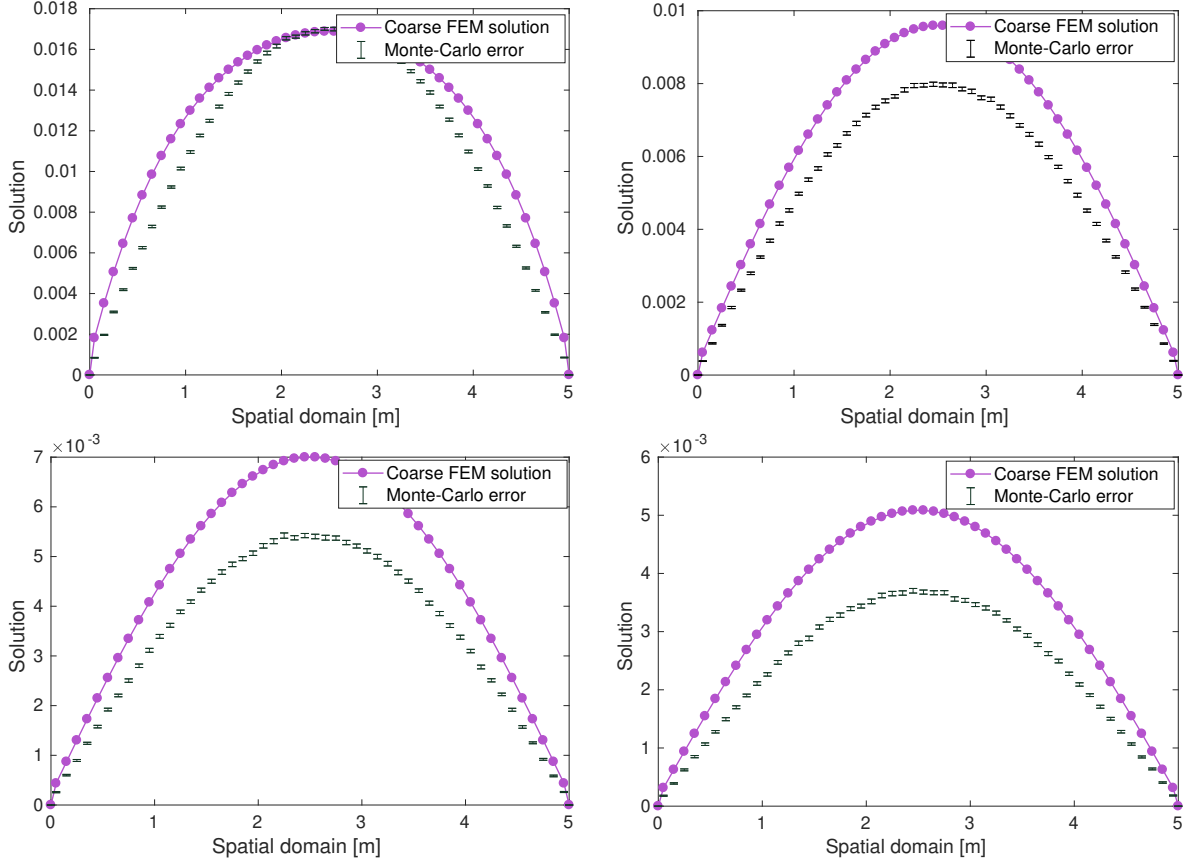 0.016
0.014
0.012
0.01
0.008
0.006
0.004
0.002
0
Solution
0 1 2 3 4 5
Spatial domain [m]
Coarse FEM solution
Monte-Carlo error
0.01
0.008
0.006
0.004
0.002
0
Solution
0 1 2 3 4 5
Spatial domain [m]
Coarse FEM solution
Monte-Carlo error
×10⁻³
7
6
5
4
3
2
1
0
Solution
0 1 2 3 4 5
Spatial domain [m]
Coarse FEM solution
Monte-Carlo error
×10⁻³
6
5
4
3
2
1
0
Solution
0 1 2 3 4 5
Spatial domain [m]
Coarse FEM solution
Monte-Carlo error